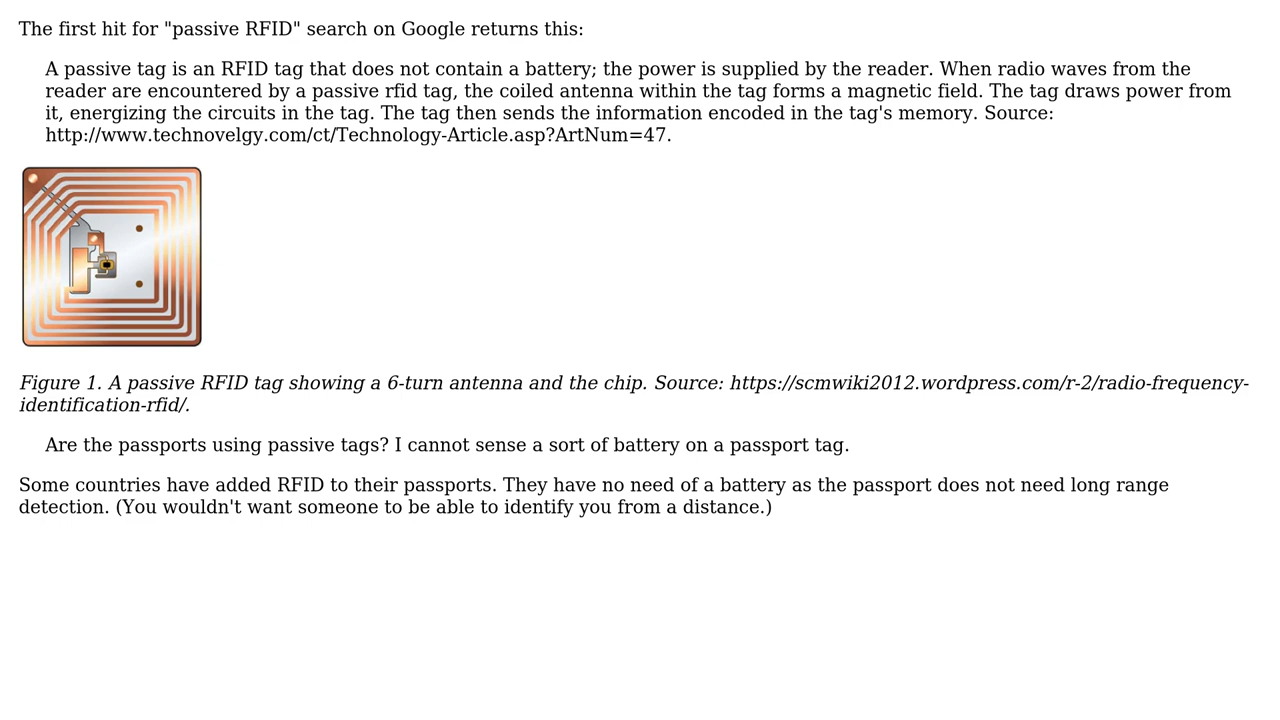 The first hit for "passive RFID" search on Google returns this:
A passive tag is an RFID tag that does not contain a battery; the power is supplied by the reader. When radio waves from the
reader are encountered by a passive rfid tag, the coiled antenna within the tag forms a magnetic field. The tag draws power from
it, energizing the circuits in the tag. The tag then sends the information encoded in the tag's memory. Source:
http://www.technovelgy.com/ct/Technology-Article.asp?ArtNum=47.
Figure 1. A passive RFID tag showing a 6-turn antenna and the chip. Source: https://scmwiki2012.wordpress.com/r-2/radio-frequency-
identification-rfid/.
Are the passports using passive tags? I cannot sense a sort of battery on a passport tag.
Some countries have added RFID to their passports. They have no need of a battery as the passport does not need long range
detection. (You wouldn't want someone to be able to identify you from a distance.)